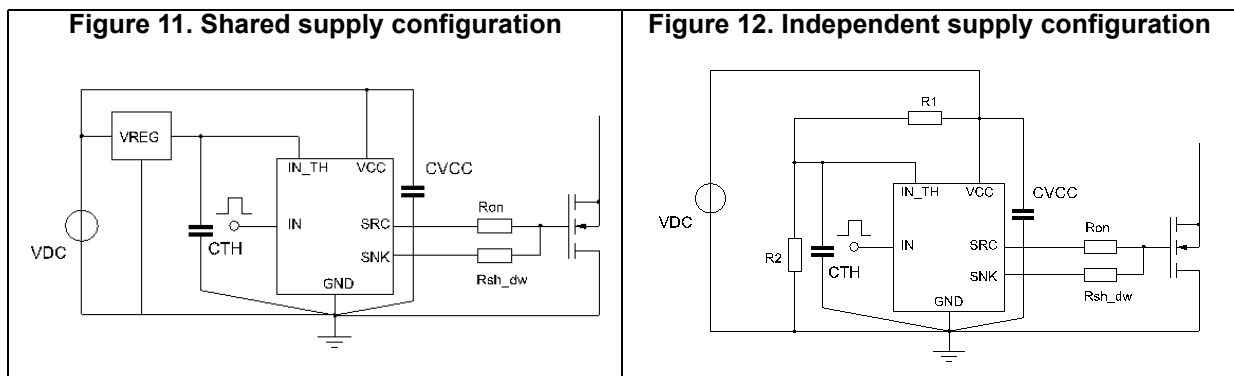 Figure 11. Shared supply configuration
VREG
VDC
CTH
IN_TH
VCC
IN
SRC
SNK
GND
CVCC
Ron
Rsh_dw
Figure 12. Independent supply configuration
R1
VDC
R2
CTH
IN_TH
VCC
IN
SRC
SNK
GND
CVCC
Ron
Rsh_dw